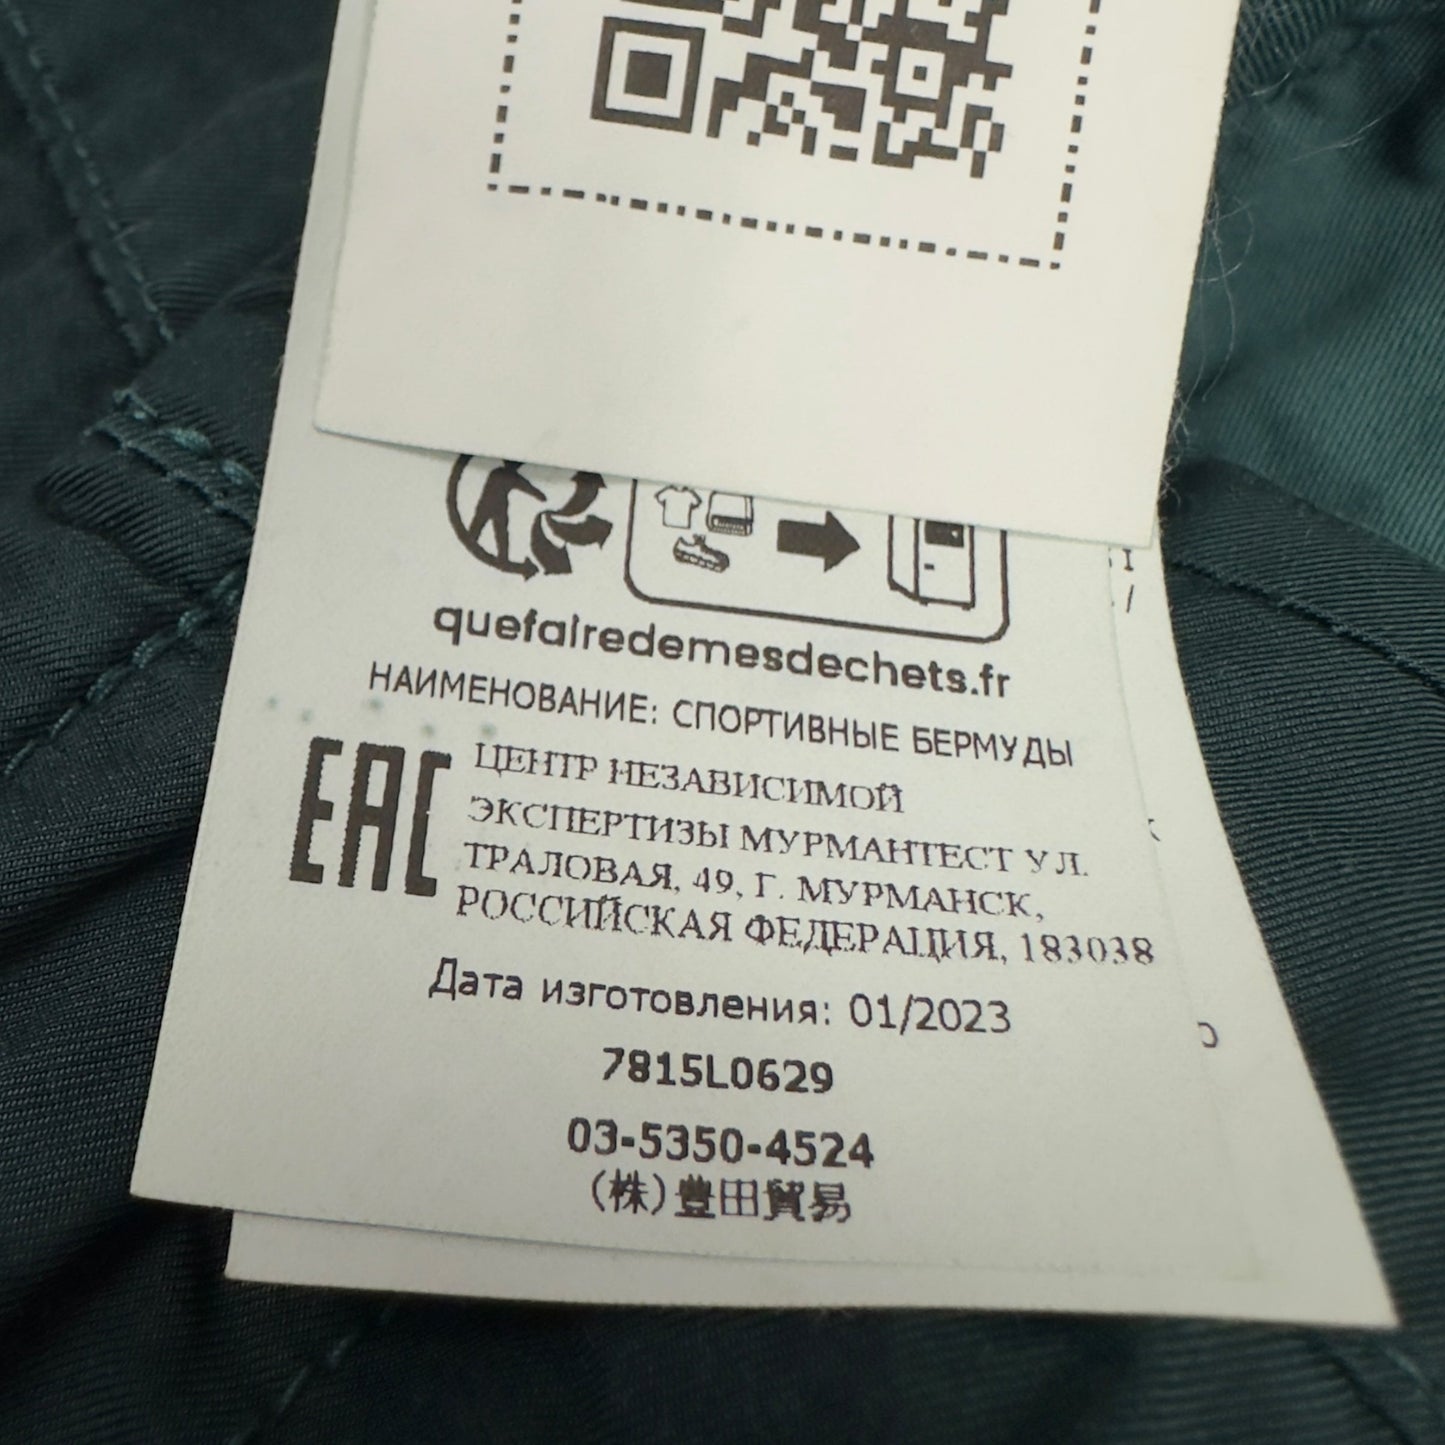 quefairedemesdechets.fr
НАИМЕНОВАНИЕ: СПОРТИВНЫЕ БЕРМУДЫ
EAC
ЦЕНТР НЕЗАВИСИМОЙ
ЭКСПЕРТИЗЫ МУРМАНТЕСТ УЛ.
ТРАЛОВАЯ, 49, Г. МУРМАНСК,
РОССИЙСКАЯ ФЕДЕРАЦИЯ, 183038
Дата изготовления: 01/2023
7815L0629
03-5350-4524
(株)豊田貿易